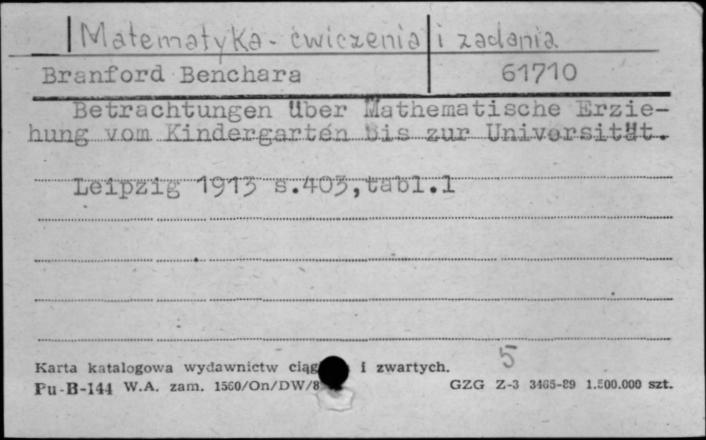 Matematyka - ćwiczenia i zadania
Branford Benchara 61710
Betrachtungen über Mathematische Erzie-
hung vom Kindergarten bis zur Universität.
Leipzig 1913 s.403,tabl.1
5
Karta katalogowa wydawnictw ciąg i zwartych.
Pu-B-144 W.A. zam. 1560/On/DW/8 GZG Z-3 3465-89 1.500.000 szt.